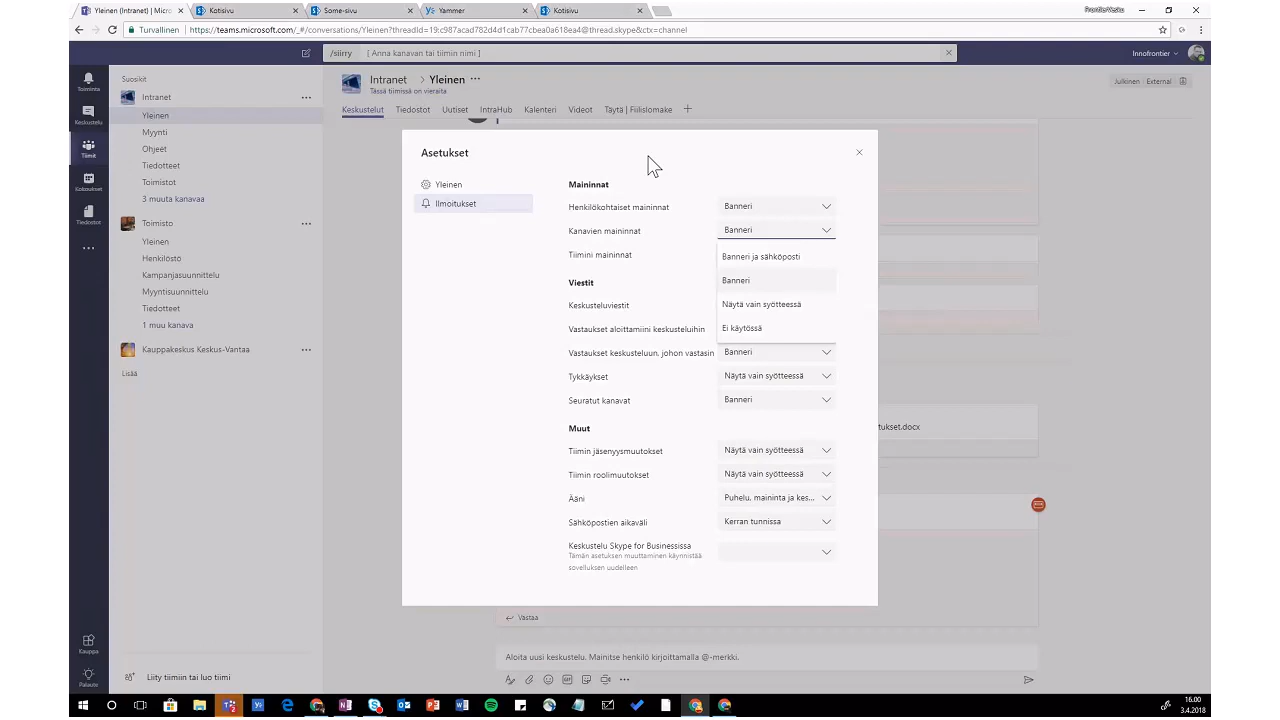 Yleinen (Intranet) | Micros
Kotisivu
Some-sivu
Yammer
Kotisivu
FrontierVesku
Turvallinen | https://teams.microsoft.com/_#/conversations/Yleinen?threadId=19:c987acad782d4d1cab77cbea0a618ea4@thread.skype&ctx=channel
/siirry [ Anna kanavan tai tiimin nimi ]
Innofrontier
Toiminta
Keskustelu
Tiimit
Kokoukset
Tiedostot
Kauppa
Palaute
Suosikit
Intranet
Yleinen
Myynti
Ohjeet
Tiedotteet
Toimistot
3 muuta kanavaa
Toimisto
Yleinen
Henkilöstö
Kampanjasuunnittelu
Myyntisuunnittelu
Tiedotteet
1 muu kanava
Kauppakeskus Keskus-Vantaa
Lisää
Liity tiimiin tai luo tiimi
Intranet > Yleinen ···
Tässä tiimissä on vieraita
Julkinen External
Keskustelut Tiedostot Uutiset IntraHub Kalenteri Videot Täytä | Fiilislomake
Asetukset
Yleinen
Ilmoitukset
Maininnat
Henkilökohtaiset maininnat Banneri
Kanavien maininnat Banneri
Tiimini maininnat
Banneri ja sähköposti
Banneri
Näytä vain syötteessä
Ei käytössä
Viestit
Keskusteluviestit
Vastaukset aloittamiini keskusteluihin
Vastaukset keskusteluun, johon vastasin Banneri
Tykkäykset Näytä vain syötteessä
Seuratut kanavat Banneri
Muut
Tiimin jäsenyysmuutokset Näytä vain syötteessä
Tiimin roolimuutokset Näytä vain syötteessä
Ääni Puhelu, maininta ja kes...
Sähköpostien aikaväli Kerran tunnissa
Keskustelu Skype for Businessissa
Tämän asetuksen muuttaminen käynnistää
sovelluksen uudelleen
tukset.docx
Vastaa
Aloita uusi keskustelu. Mainitse henkilö kirjoittamalla @-merkki.
16.00
3.4.2018